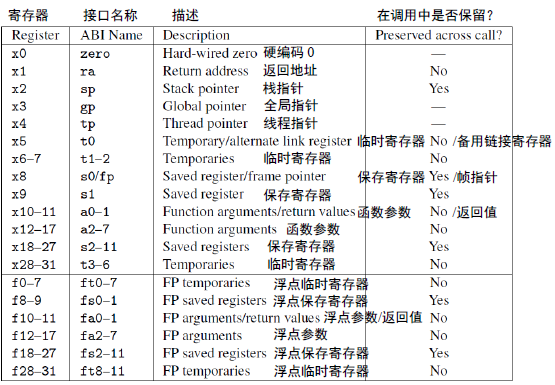 寄存器 接口名称 描述 在调用中是否保留？
Register ABI Name Description Preserved across call?
x0 zero Hard-wired zero 硬编码 0 —
x1 ra Return address 返回地址 No
x2 sp Stack pointer 栈指针 Yes
x3 gp Global pointer 全局指针 —
x4 tp Thread pointer 线程指针 —
x5 t0 Temporary/alternate link register 临时寄存器 No /备用链接寄存器
x6–7 t1–2 Temporaries 临时寄存器 No
x8 s0/fp Saved register/frame pointer 保存寄存器 Yes /帧指针
x9 s1 Saved register 保存寄存器 Yes
x10–11 a0–1 Function arguments/return values 函数参数 No /返回值
x12–17 a2–7 Function arguments 函数参数 No
x18–27 s2–11 Saved registers 保存寄存器 Yes
x28–31 t3–6 Temporaries 临时寄存器 No
f0–7 ft0–7 FP temporaries 浮点临时寄存器 No
f8–9 fs0–1 FP saved registers 浮点保存寄存器 Yes
f10–11 fa0–1 FP arguments/return values 浮点参数/返回值 No
f12–17 fa2–7 FP arguments 浮点参数 No
f18–27 fs2–11 FP saved registers 浮点保存寄存器 Yes
f28–31 ft8–11 FP temporaries 浮点临时寄存器 No